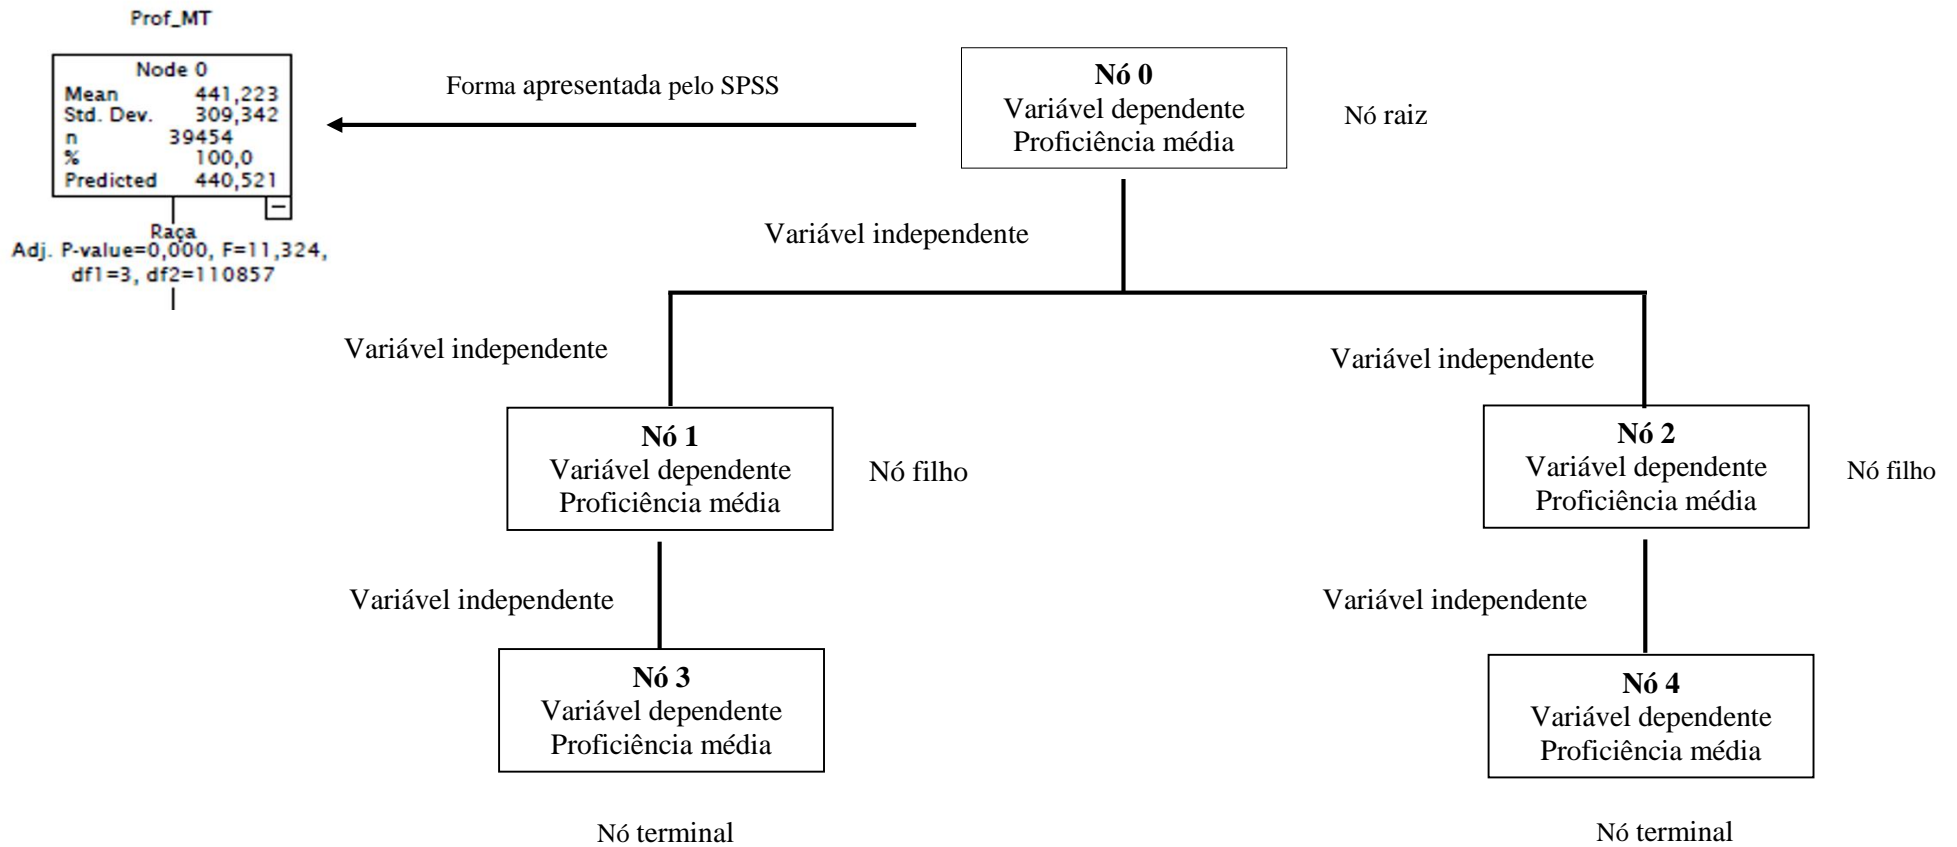 Prof_MT
Node 0
Mean 441,223
Std. Dev. 309,342
n 39454
% 100,0
Predicted 440,521
Raça
Adj. P-value=0,000, F=11,324,
df1=3, df2=110857
Forma apresentada pelo SPSS
Nó 0
Variável dependente
Proficiência média
Nó raiz
Variável independente
Variável independente
Variável independente
Nó 1
Variável dependente
Proficiência média
Nó filho
Nó 2
Variável dependente
Proficiência média
Nó filho
Variável independente
Variável independente
Nó 3
Variável dependente
Proficiência média
Nó 4
Variável dependente
Proficiência média
Nó terminal
Nó terminal